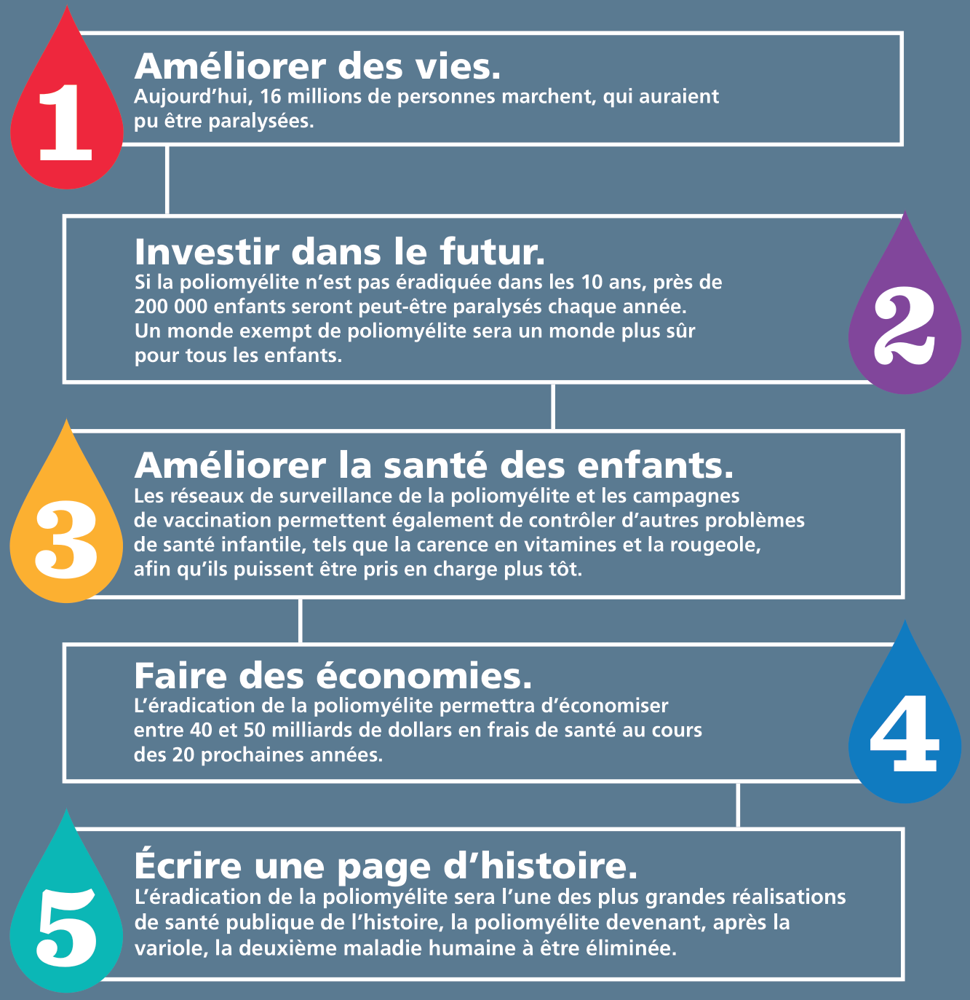 1
Améliorer des vies.
Aujourd’hui, 16 millions de personnes marchent, qui auraient
pu être paralysées.
2
Investir dans le futur.
Si la poliomyélite n’est pas éradiquée dans les 10 ans, près de
200 000 enfants seront peut-être paralysés chaque année.
Un monde exempt de poliomyélite sera un monde plus sûr
pour tous les enfants.
3
Améliorer la santé des enfants.
Les réseaux de surveillance de la poliomyélite et les campagnes
de vaccination permettent également de contrôler d’autres problèmes
de santé infantile, tels que la carence en vitamines et la rougeole,
afin qu’ils puissent être pris en charge plus tôt.
4
Faire des économies.
L’éradication de la poliomyélite permettra d’économiser
entre 40 et 50 milliards de dollars en frais de santé au cours
des 20 prochaines années.
5
Écrire une page d’histoire.
L’éradication de la poliomyélite sera l’une des plus grandes réalisations
de santé publique de l’histoire, la poliomyélite devenant, après la
variole, la deuxième maladie humaine à être éliminée.